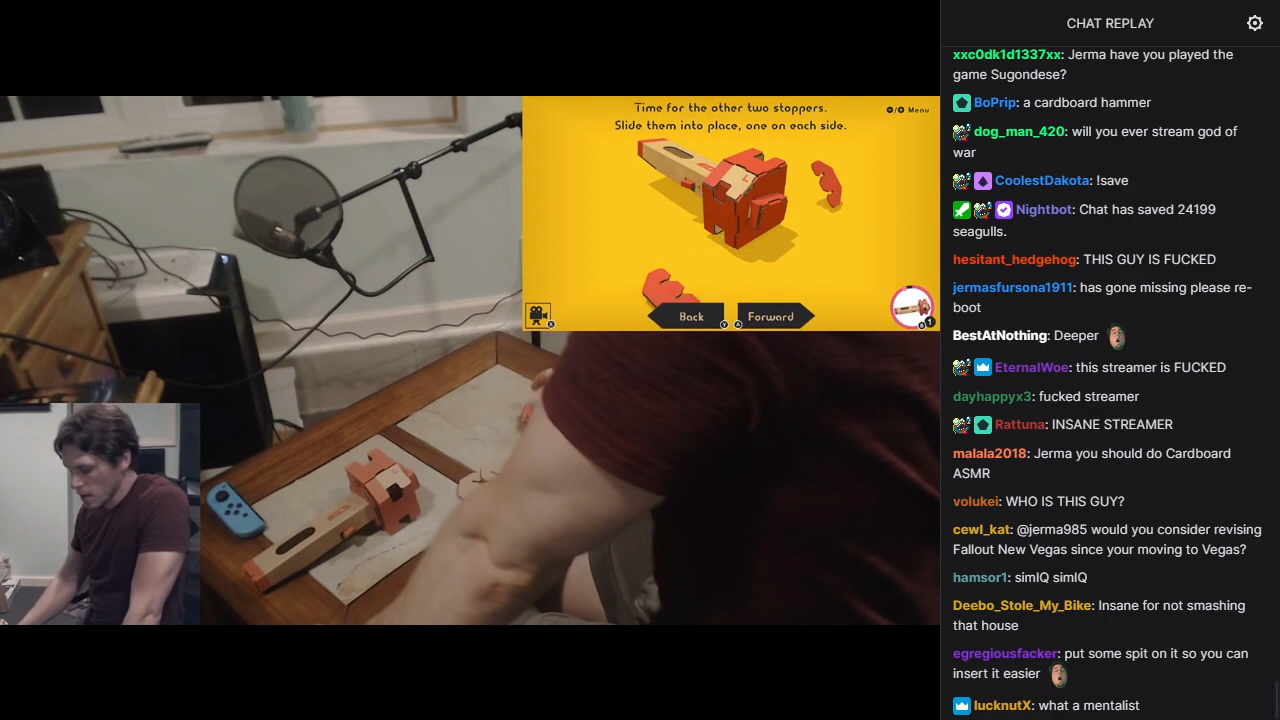 Time for the other two stoppers.
Slide them into place, one on each side.
Menu
Back
Y
Forward
A
X
B
1
CHAT REPLAY
xxc0dk1d1337xx: Jerma have you played the
game Sugondese?
BoPrip: a cardboard hammer
dog_man_420: will you ever stream god of
war
CoolestDakota: !save
Nightbot: Chat has saved 24199
seagulls.
hesitant_hedgehog: THIS GUY IS FUCKED
jermasfursona1911: has gone missing please re-
boot
BestAtNothing: Deeper
EternalWoe: this streamer is FUCKED
dayhappyx3: fucked streamer
Rattuna: INSANE STREAMER
malala2018: Jerma you should do Cardboard
ASMR
volukei: WHO IS THIS GUY?
cewl_kat: @jerma985 would you consider revising
Fallout New Vegas since your moving to Vegas?
hamsor1: simIQ simIQ
Deebo_Stole_My_Bike: Insane for not smashing
that house
egregiousfacker: put some spit on it so you can
insert it easier
lucknutX: what a mentalist